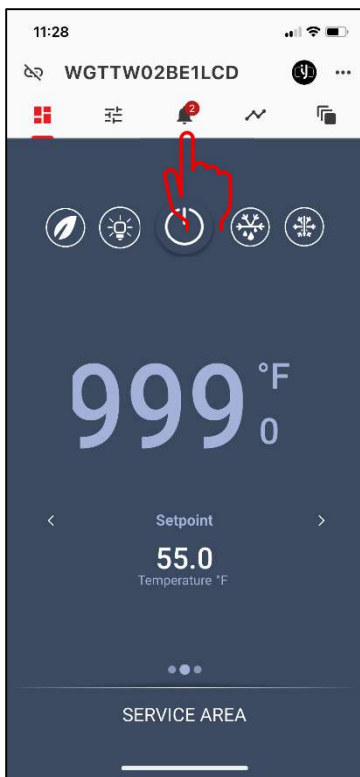 11:28
WGTTW02BE1LCD
2
999 °F
0
Setpoint
55.0
Temperature °F
SERVICE AREA